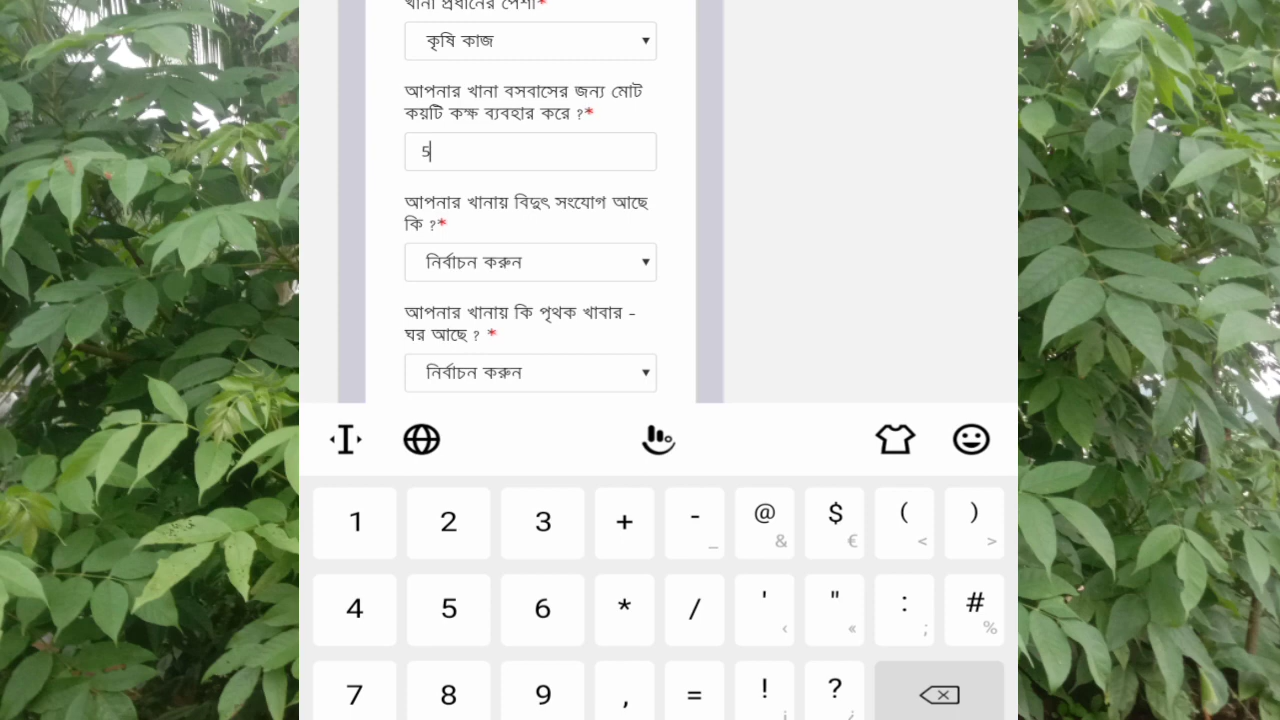 খানা প্রধানের পেশা*
কৃষি কাজ
আপনার খানা বসবাসের জন্য মোট
কয়টি কক্ষ ব্যবহার করে ?*
5
আপনার খানায় বিদুৎ সংযোগ আছে
কি ?*
নির্বাচন করুন
আপনার খানায় কি পৃথক খাবার -
ঘর আছে ? *
নির্বাচন করুন
1 2 3 + - _ @ & $ € ( < ) >
4 5 6 * / ' ‹ " « : ; # %
7 8 9 , = ! ¡ ? ¿